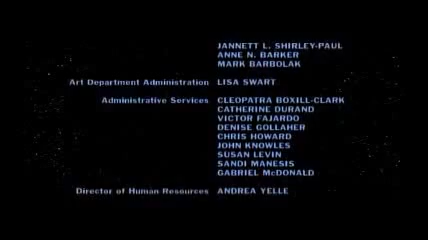 JANNETT L. SHIRLEY-PAUL
ANNE N. BARKER
MARK BARBOLAK
Art Department Administration LISA SWART
Administrative Services CLEOPATRA BOXILL-CLARK
CATHERINE DURAND
VICTOR FAJARDO
DENISE GOLLAHER
CHRIS HOWARD
JOHN KNOWLES
SUSAN LEVIN
SANDI MANESIS
GABRIEL McDONALD
Director of Human Resources ANDREA YELLE